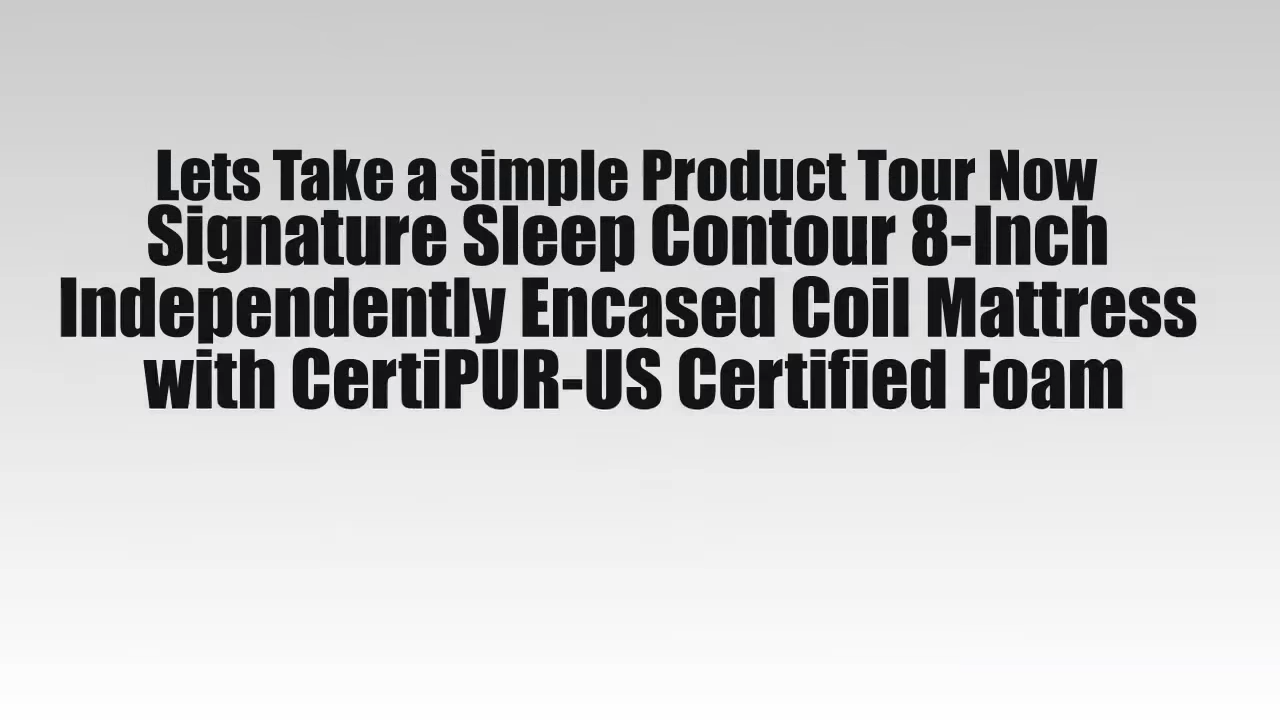 Lets Take a simple Product Tour Now
Signature Sleep Contour 8-Inch
Independently Encased Coil Mattress
with CertiPUR-US Certified Foam